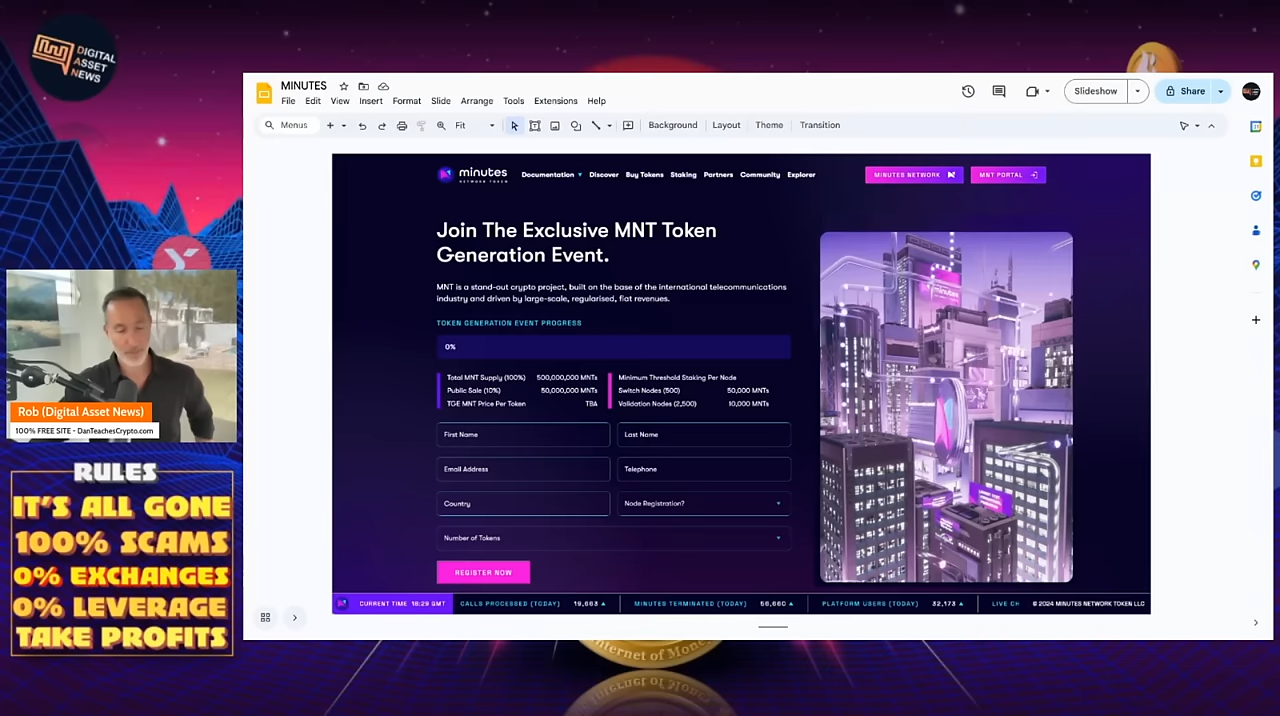 DIGITAL
ASSET
NEWS
MINUTES
File Edit View Insert Format Slide Arrange Tools Extensions Help
Slideshow
Share
Menus
Fit
Background Layout Theme Transition
minutes
NETWORK TOKEN
Documentation Discover Buy Tokens Staking Partners Community Explorer
MINUTES NETWORK
MNT PORTAL
Join The Exclusive MNT Token
Generation Event.
MNT is a stand-out crypto project, built on the base of the international telecommunications
industry and driven by large-scale, regularised, fiat revenues.
TOKEN GENERATION EVENT PROGRESS
0%
Total MNT Supply (100%) 500,000,000 MNTs
Public Sale (10%) 50,000,000 MNTs
TGE MNT Price Per Token TBA
Minimum Threshold Staking Per Node
Switch Nodes (500) 50,000 MNTs
Validation Nodes (2,500) 10,000 MNTs
First Name
Last Name
Email Address
Telephone
Country
Node Registration?
Number of Tokens
REGISTER NOW
minutes
CURRENT TIME 18:29 GMT
CALLS PROCESSED (TODAY) 19,663
MINUTES TERMINATED (TODAY) 56,660
PLATFORM USERS (TODAY) 32,173
LIVE CH
© 2024 MINUTES NETWORK TOKEN LLC
Rob (Digital Asset News)
100% FREE SITE - DanTeachesCrypto.com
RULES
IT'S ALL GONE
100% SCAMS
0% EXCHANGES
0% LEVERAGE
TAKE PROFITS